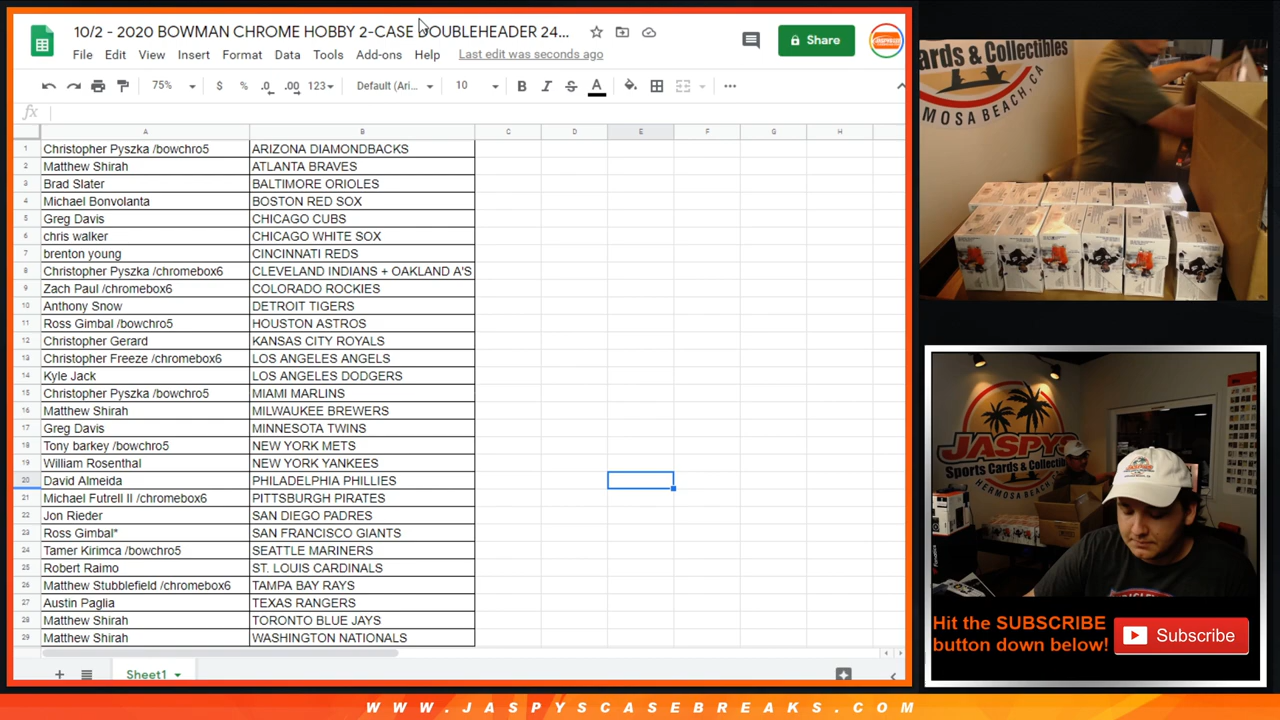 10/2 - 2020 BOWMAN CHROME HOBBY 2-CASE DOUBLEHEADER 24...
Share
File Edit View Insert Format Data Tools Add-ons Help Last edit was seconds ago
75% $ % .0 .00 123 Default (Ari... 10 B I S A
fx
A B C D E F G H
1 Christopher Pyszka /bowchro5 ARIZONA DIAMONDBACKS
2 Matthew Shirah ATLANTA BRAVES
3 Brad Slater BALTIMORE ORIOLES
4 Michael Bonvolanta BOSTON RED SOX
5 Greg Davis CHICAGO CUBS
6 chris walker CHICAGO WHITE SOX
7 brenton young CINCINNATI REDS
8 Christopher Pyszka /chromebox6 CLEVELAND INDIANS + OAKLAND A'S
9 Zach Paul /chromebox6 COLORADO ROCKIES
10 Anthony Snow DETROIT TIGERS
11 Ross Gimbal /bowchro5 HOUSTON ASTROS
12 Christopher Gerard KANSAS CITY ROYALS
13 Christopher Freeze /chromebox6 LOS ANGELES ANGELS
14 Kyle Jack LOS ANGELES DODGERS
15 Christopher Pyszka /bowchro5 MIAMI MARLINS
16 Matthew Shirah MILWAUKEE BREWERS
17 Greg Davis MINNESOTA TWINS
18 Tony barkey /bowchro5 NEW YORK METS
19 William Rosenthal NEW YORK YANKEES
20 David Almeida PHILADELPHIA PHILLIES
21 Michael Futrell II /chromebox6 PITTSBURGH PIRATES
22 Jon Rieder SAN DIEGO PADRES
23 Ross Gimbal* SAN FRANCISCO GIANTS
24 Tamer Kirimca /bowchro5 SEATTLE MARINERS
25 Robert Raimo ST. LOUIS CARDINALS
26 Matthew Stubblefield /chromebox6 TAMPA BAY RAYS
27 Austin Paglia TEXAS RANGERS
28 Matthew Shirah TORONTO BLUE JAYS
29 Matthew Shirah WASHINGTON NATIONALS
Sheet1
ards & Collectibles
HERMOSA BEACH, CA
JASPYS
Sports Cards & Collectib
HERMOSA BEACH
Hit the SUBSCRIBE
button down below!
Subscribe
WWW.JASPYSCASEBREAKS.COM